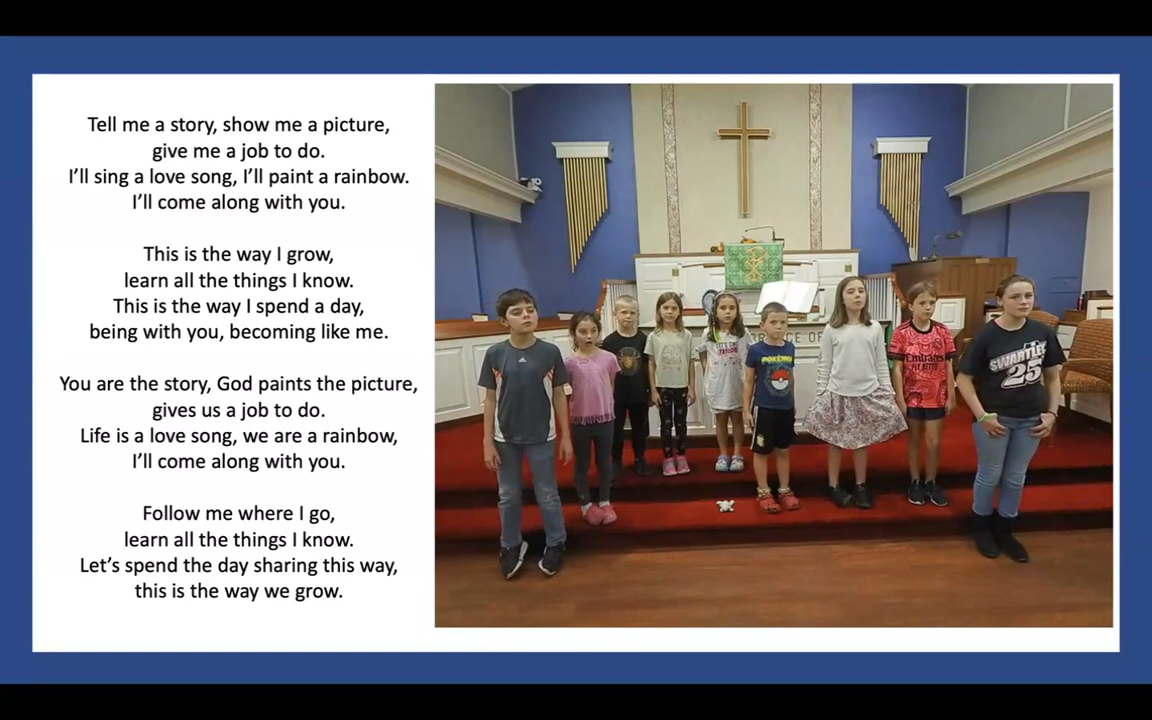 Tell me a story, show me a picture,
give me a job to do.
I'll sing a love song, I'll paint a rainbow.
I'll come along with you.
This is the way I grow,
learn all the things I know.
This is the way I spend a day,
being with you, becoming like me.
You are the story, God paints the picture,
gives us a job to do.
Life is a love song, we are a rainbow,
I'll come along with you.
Follow me where I go,
learn all the things I know.
Let's spend the day sharing this way,
this is the way we grow.
POKÉMON
Emirates
FLY BETTER
SWARTLEY
25